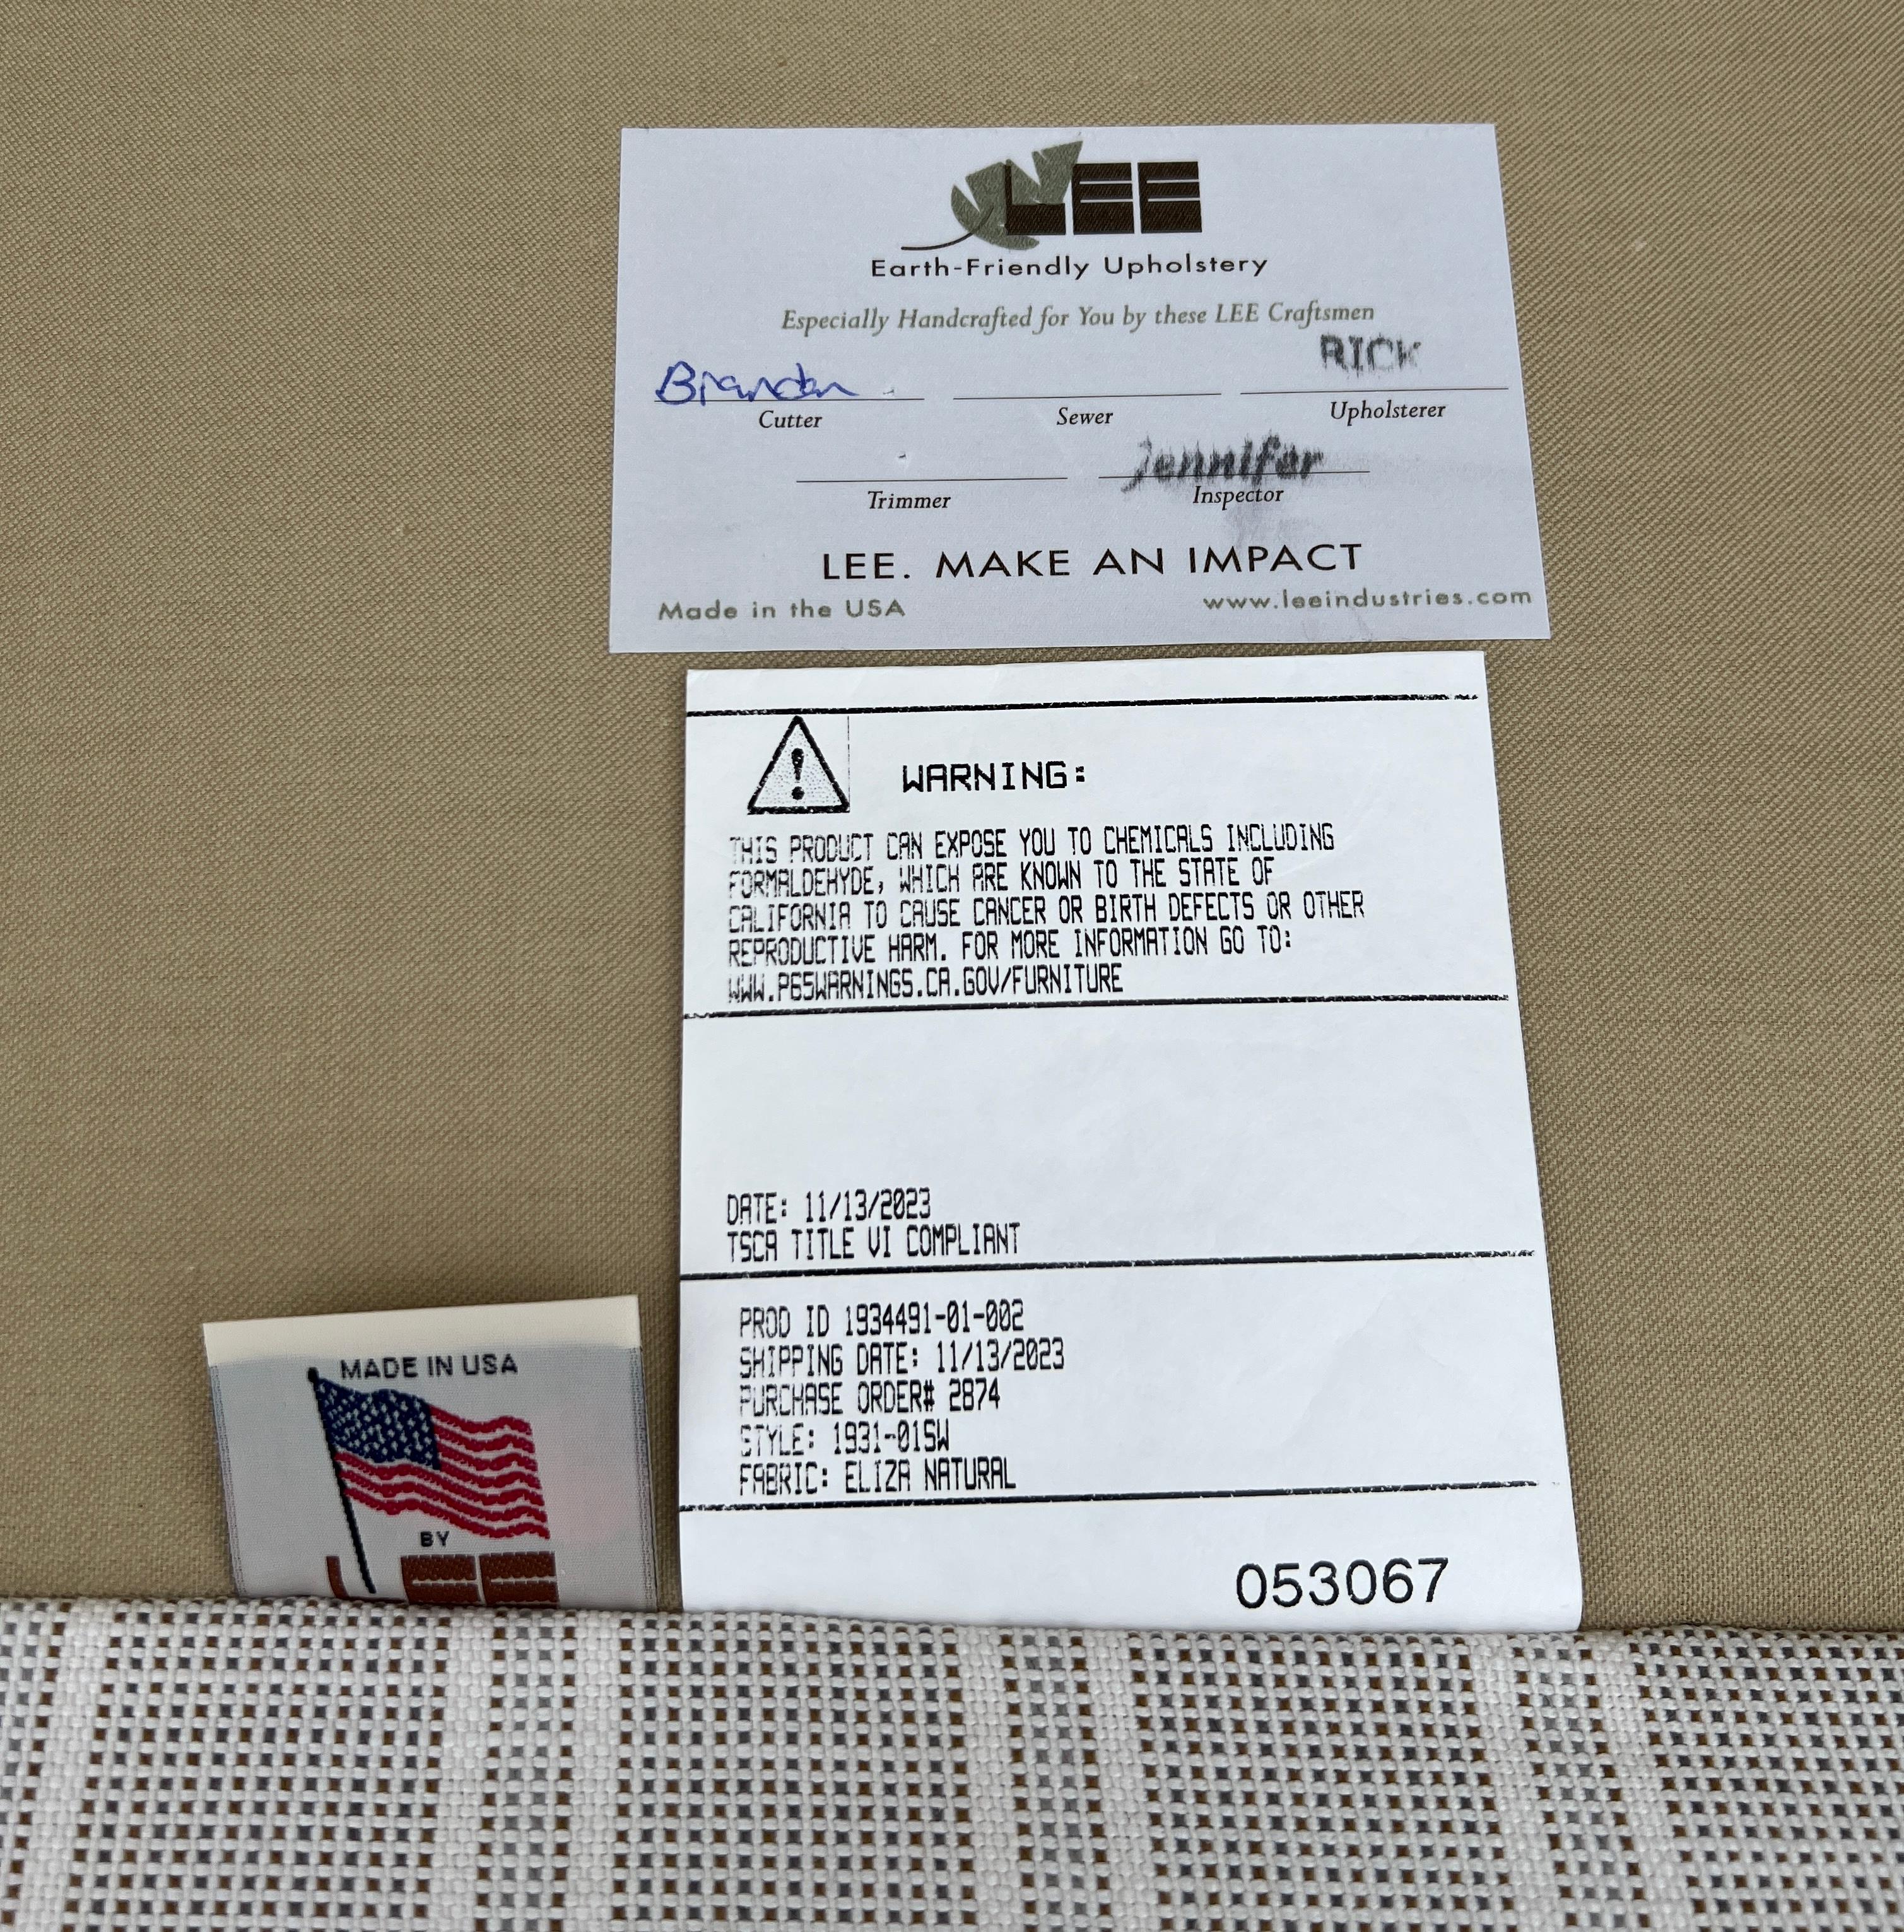 LEE
Earth-Friendly Upholstery
Especially Handcrafted for You by these LEE Craftsmen
Brandon RICK
Cutter Sewer Upholsterer
Jennifer
Trimmer Inspector
LEE. MAKE AN IMPACT
Made in the USA www.leeindustries.com
WARNING:
THIS PRODUCT CAN EXPOSE YOU TO CHEMICALS INCLUDING
FORMALDEHYDE, WHICH ARE KNOWN TO THE STATE OF
CALIFORNIA TO CAUSE CANCER OR BIRTH DEFECTS OR OTHER
REPRODUCTIVE HARM. FOR MORE INFORMATION GO TO:
WWW.P65WARNINGS.CA.GOV/FURNITURE
DATE: 11/13/2023
TSCA TITLE VI COMPLIANT
PROD ID 1934491-01-002
SHIPPING DATE: 11/13/2023
PURCHASE ORDER# 2874
STYLE: 1931-01SW
FABRIC: ELIZA NATURAL
053067
MADE IN USA
BY
LEE